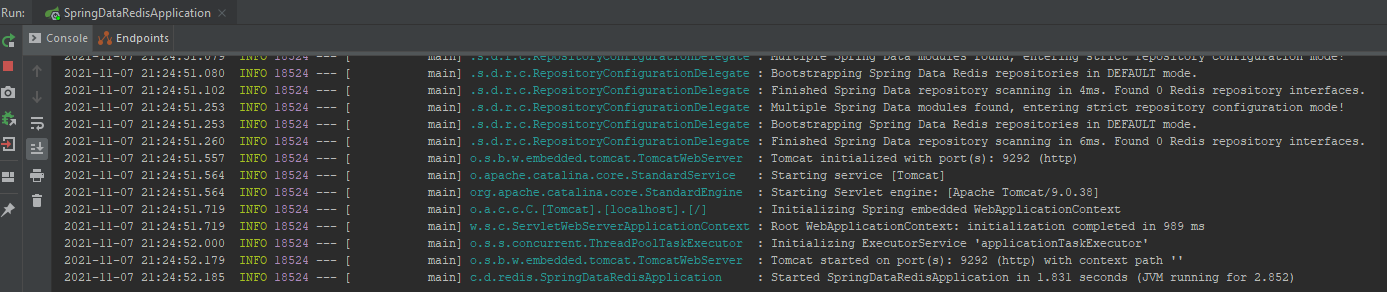 Run: SpringDataRedisApplication
Console Endpoints
2021-11-07 21:24:51.079 INFO 18524 --- [ main] .s.d.r.c.RepositoryConfigurationDelegate : Multiple Spring Data modules found, entering strict repository configuration mode!
2021-11-07 21:24:51.080 INFO 18524 --- [ main] .s.d.r.c.RepositoryConfigurationDelegate : Bootstrapping Spring Data Redis repositories in DEFAULT mode.
2021-11-07 21:24:51.102 INFO 18524 --- [ main] .s.d.r.c.RepositoryConfigurationDelegate : Finished Spring Data repository scanning in 4ms. Found 0 Redis repository interfaces.
2021-11-07 21:24:51.253 INFO 18524 --- [ main] .s.d.r.c.RepositoryConfigurationDelegate : Multiple Spring Data modules found, entering strict repository configuration mode!
2021-11-07 21:24:51.253 INFO 18524 --- [ main] .s.d.r.c.RepositoryConfigurationDelegate : Bootstrapping Spring Data Redis repositories in DEFAULT mode.
2021-11-07 21:24:51.260 INFO 18524 --- [ main] .s.d.r.c.RepositoryConfigurationDelegate : Finished Spring Data repository scanning in 6ms. Found 0 Redis repository interfaces.
2021-11-07 21:24:51.557 INFO 18524 --- [ main] o.s.b.w.embedded.tomcat.TomcatWebServer : Tomcat initialized with port(s): 9292 (http)
2021-11-07 21:24:51.564 INFO 18524 --- [ main] o.apache.catalina.core.StandardService : Starting service [Tomcat]
2021-11-07 21:24:51.564 INFO 18524 --- [ main] org.apache.catalina.core.StandardEngine : Starting Servlet engine: [Apache Tomcat/9.0.38]
2021-11-07 21:24:51.719 INFO 18524 --- [ main] o.a.c.c.C.[Tomcat].[localhost].[/] : Initializing Spring embedded WebApplicationContext
2021-11-07 21:24:51.719 INFO 18524 --- [ main] w.s.c.ServletWebServerApplicationContext : Root WebApplicationContext: initialization completed in 989 ms
2021-11-07 21:24:52.000 INFO 18524 --- [ main] o.s.s.concurrent.ThreadPoolTaskExecutor : Initializing ExecutorService 'applicationTaskExecutor'
2021-11-07 21:24:52.179 INFO 18524 --- [ main] o.s.b.w.embedded.tomcat.TomcatWebServer : Tomcat started on port(s): 9292 (http) with context path ''
2021-11-07 21:24:52.185 INFO 18524 --- [ main] c.d.redis.SpringDataRedisApplication : Started SpringDataRedisApplication in 1.831 seconds (JVM running for 2.852)